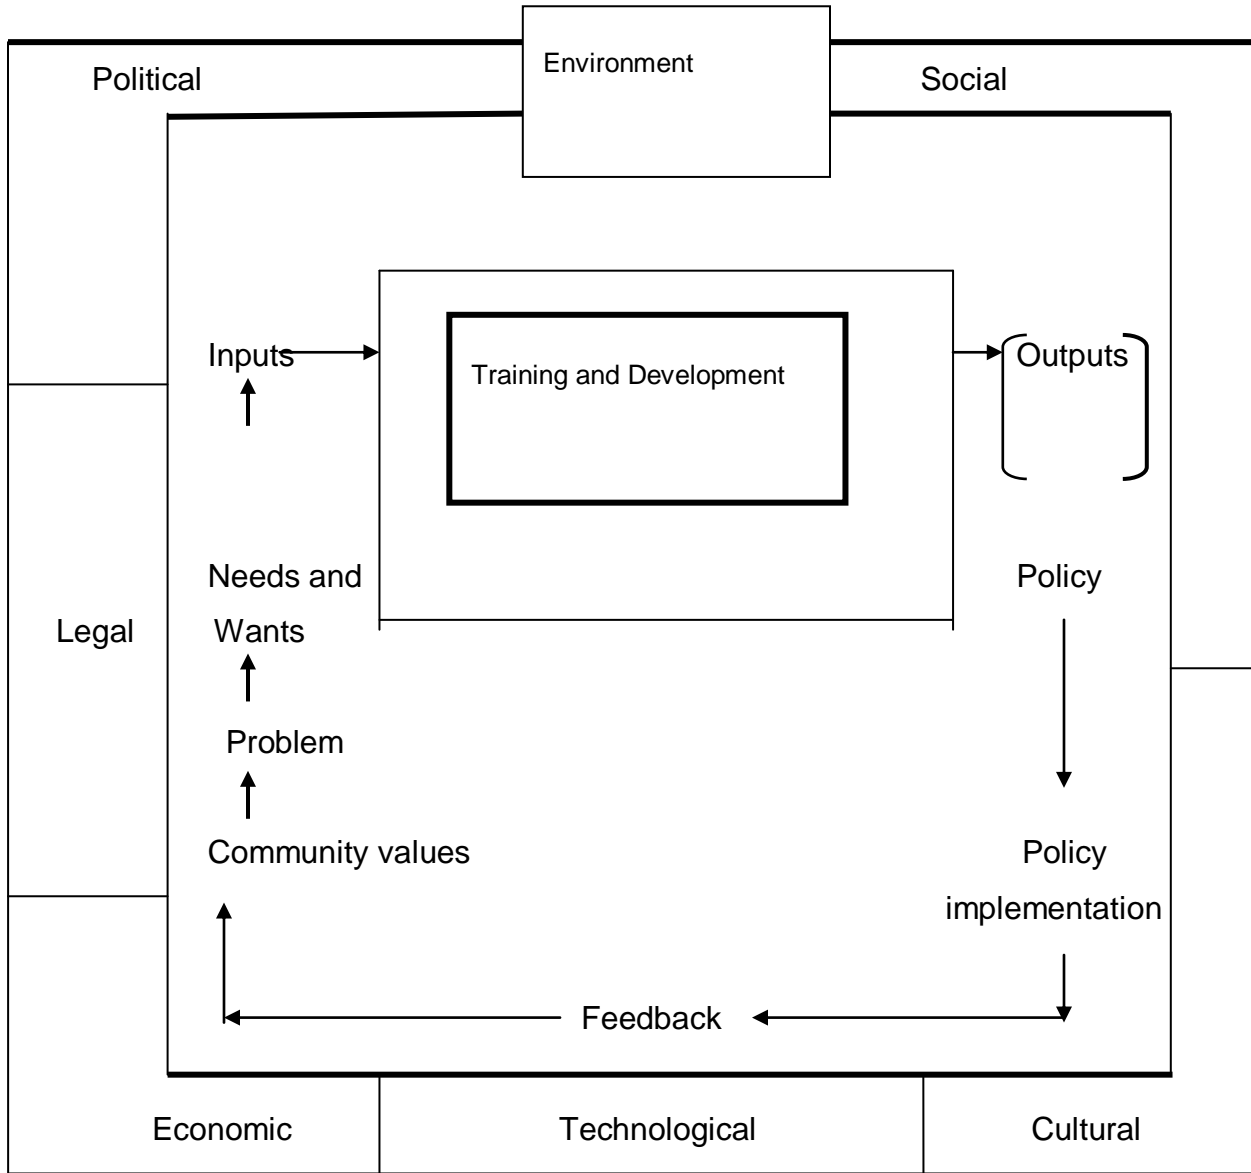 Environment
Political
Social
Inputs
Training and Development
Outputs
Needs and
Wants
Policy
Legal
Problem
Community values
Policy
implementation
Feedback
Economic
Technological
Cultural